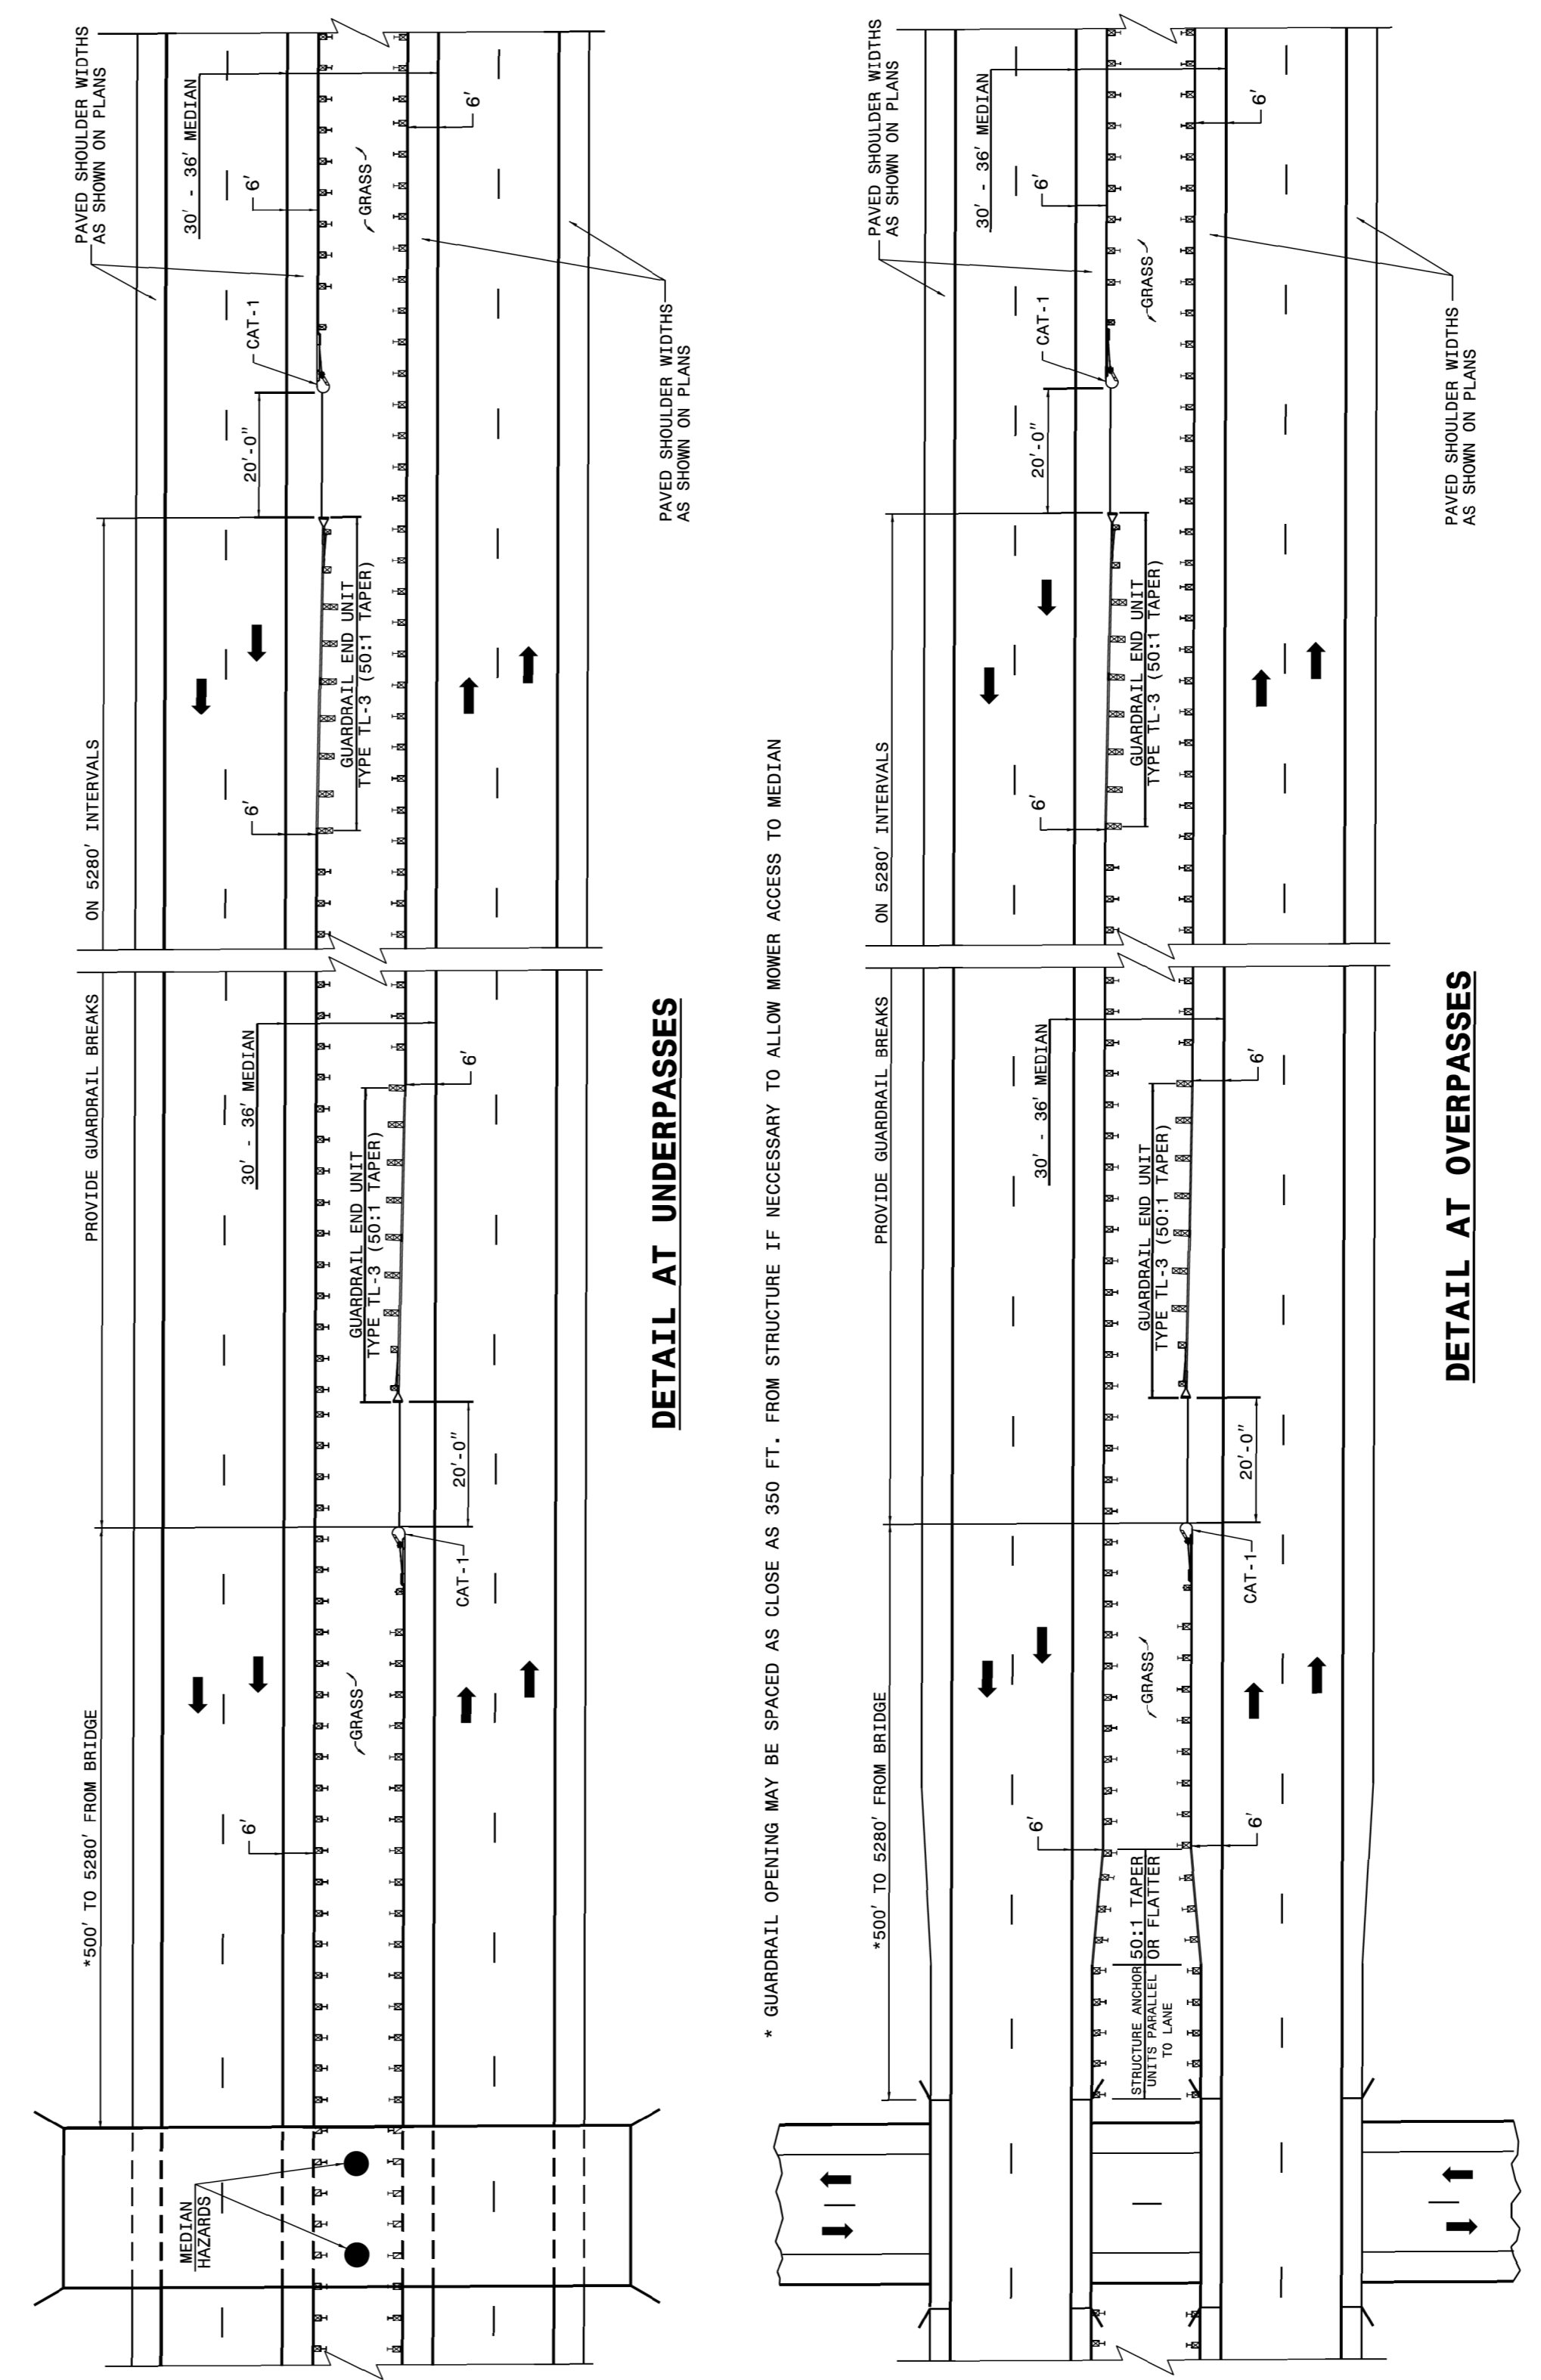 *500' TO 5280' FROM BRIDGE
PROVIDE GUARDRAIL BREAKS
ON 5280' INTERVALS
PAVED SHOULDER WIDTHS
AS SHOWN ON PLANS
MEDIAN
HAZARDS
6'
GRASS
CAT-1
20'-0"
GUARDRAIL END UNIT
TYPE TL-3 (50:1 TAPER)
30' - 36' MEDIAN
6'
6'
GUARDRAIL END UNIT
TYPE TL-3 (50:1 TAPER)
20'-0"
CAT-1
6'
30' - 36' MEDIAN
GRASS
6'
PAVED SHOULDER WIDTHS
AS SHOWN ON PLANS
DETAIL AT UNDERPASSES
* GUARDRAIL OPENING MAY BE SPACED AS CLOSE AS 350 FT. FROM STRUCTURE IF NECCESSARY TO ALLOW MOWER ACCESS TO MEDIAN
*500' TO 5280' FROM BRIDGE
PROVIDE GUARDRAIL BREAKS
ON 5280' INTERVALS
PAVED SHOULDER WIDTHS
AS SHOWN ON PLANS
STRUCTURE ANCHOR
UNITS PARALLEL
TO LANE
50:1 TAPER
OR FLATTER
6'
6'
GRASS
CAT-1
20'-0"
GUARDRAIL END UNIT
TYPE TL-3 (50:1 TAPER)
30' - 36' MEDIAN
6'
6'
GUARDRAIL END UNIT
TYPE TL-3 (50:1 TAPER)
20'-0"
CAT-1
6'
30' - 36' MEDIAN
GRASS
6'
PAVED SHOULDER WIDTHS
AS SHOWN ON PLANS
DETAIL AT OVERPASSES